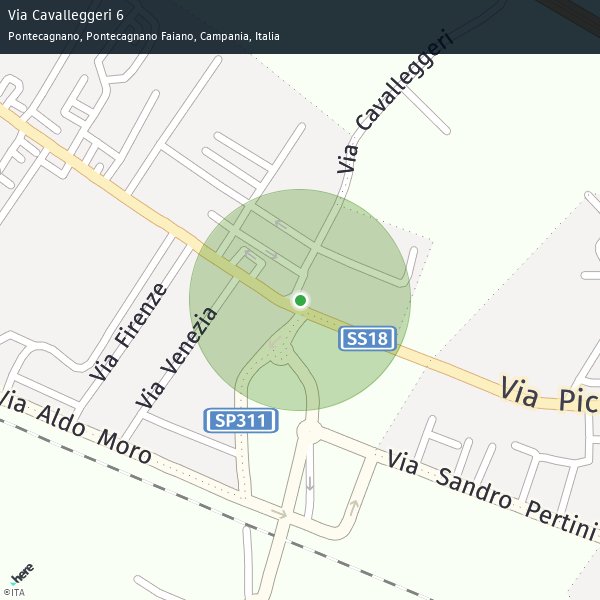 Via Cavalleggeri 6
Pontecagnano, Pontecagnano Faiano, Campania, Italia
Via Cavalleggeri
Via Firenze
Via Venezia
SS18
Via Pic
SP311
Via Aldo Moro
Via Sandro Pertini
here
©ITA